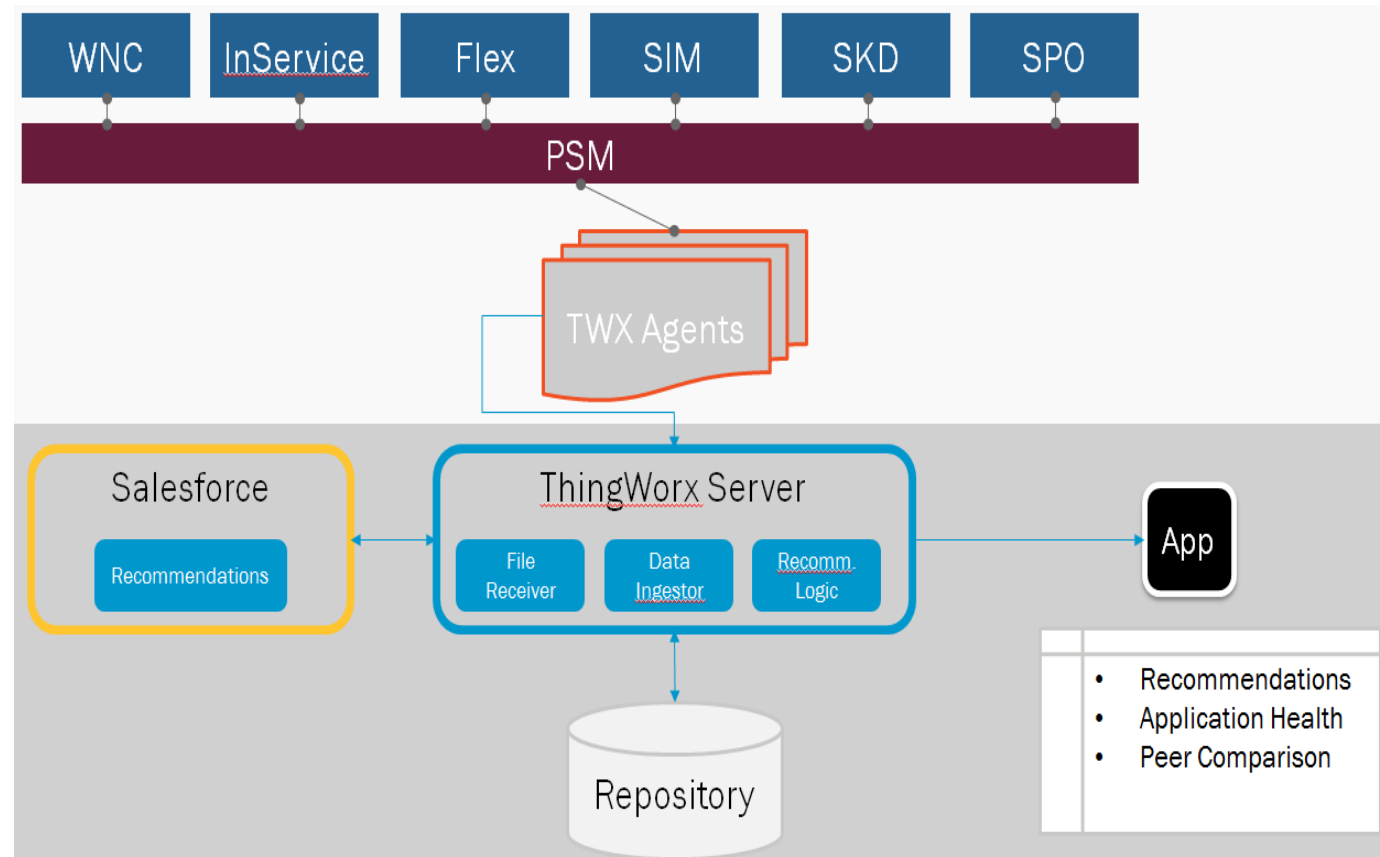 WNC
InService
Flex
SIM
SKD
SPO
PSM
TWX Agents
Salesforce
Recommendations
ThingWorx Server
File
Receiver
Data
Ingestor
Recomm.
Logic
App
• Recommendations
• Application Health
• Peer Comparison
Repository